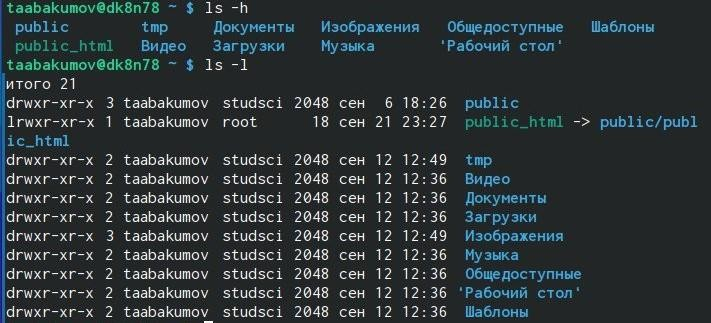 taabakumov@dk8n78 ~ $ ls -h
public tmp Документы Изображения Общедоступные Шаблоны
public_html Видео Загрузки Музыка 'Рабочий стол'
taabakumov@dk8n78 ~ $ ls -l
итого 21
drwxr-xr-x 3 taabakumov studsci 2048 сен  6 18:26 public
lrwxr-xr-x 1 taabakumov root      18 сен 21 23:27 public_html -> public/publ
ic_html
drwxr-xr-x 2 taabakumov studsci 2048 сен 12 12:49 tmp
drwxr-xr-x 2 taabakumov studsci 2048 сен 12 12:36 Видео
drwxr-xr-x 2 taabakumov studsci 2048 сен 12 12:36 Документы
drwxr-xr-x 2 taabakumov studsci 2048 сен 12 12:36 Загрузки
drwxr-xr-x 3 taabakumov studsci 2048 сен 12 12:49 Изображения
drwxr-xr-x 2 taabakumov studsci 2048 сен 12 12:36 Музыка
drwxr-xr-x 2 taabakumov studsci 2048 сен 12 12:36 Общедоступные
drwxr-xr-x 2 taabakumov studsci 2048 сен 12 12:36 'Рабочий стол'
drwxr-xr-x 2 taabakumov studsci 2048 сен 12 12:36 Шаблоны